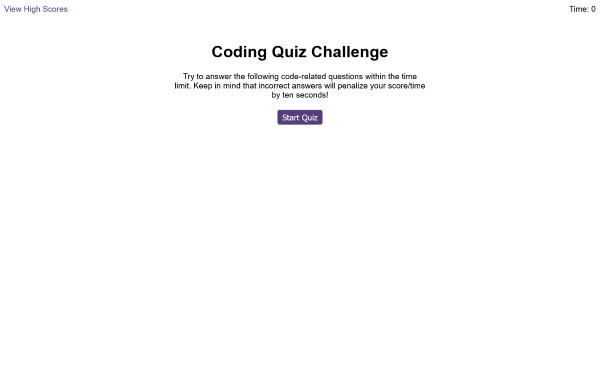 View High Scores
Time: 0
Coding Quiz Challenge
Try to answer the following code-related questions within the time
limit. Keep in mind that incorrect answers will penalize your score/time
by ten seconds!
Start Quiz